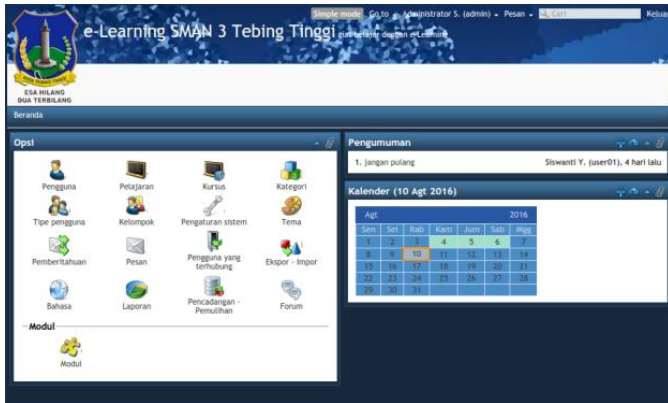 Simple mode Go to Administrator S. (admin) Pesan Cari Keluar
e-Learning SMAN 3 Tebing Tinggi
giat belajar dengan e-Learning
ESA HILANG
DUA TERBILANG
Beranda
Opsi
Pengguna Pelajaran Kursus Kategori
Tipe pengguna Kelompok Pengaturan sistem Tema
Pemberitahuan Pesan Pengguna yang terhubung Ekspor - Impor
Bahasa Laporan Pencadangan - Pemulihan Forum
Modul
Modul
Pengumuman
1. jangan pulang Siswanti Y. (user01), 4 hari lalu
Kalender (10 Agt 2016)
Agt 2016
Sen Sel Rab Kam Jum Sab Mgg
1 2 3 4 5 6 7
8 9 10 11 12 13 14
15 16 17 18 19 20 21
22 23 24 25 26 27 28
29 30 31